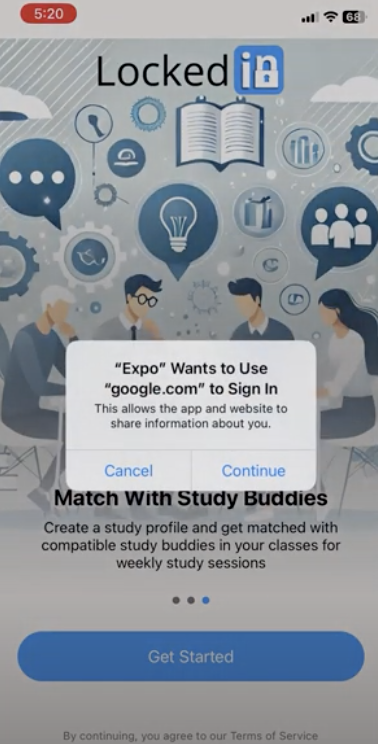 5:20
68
Locked in
“Expo” Wants to Use
“google.com” to Sign In
This allows the app and website to
share information about you.
Cancel Continue
Match With Study Buddies
Create a study profile and get matched with
compatible study buddies in your classes for
weekly study sessions
Get Started
By continuing, you agree to our Terms of Service